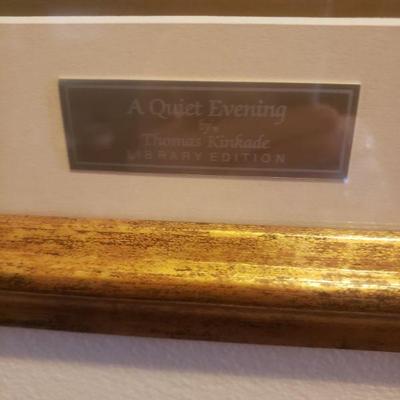 A Quiet Evening
by
Thomas Kinkade
LIBRARY EDITION